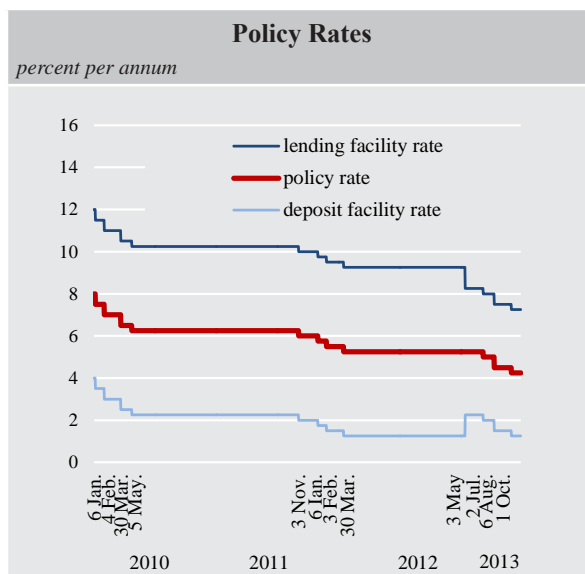 Policy Rates
percent per annum
16
14
12
10
8
6
4
2
0
lending facility rate
policy rate
deposit facility rate
6 Jan.
4 Feb.
30 Mar.
5 May.
3 Nov.
6 Jan.
3 Feb.
30 Mar.
3 May
2 Jul.
6 Aug.
1 Oct.
2010
2011
2012
2013